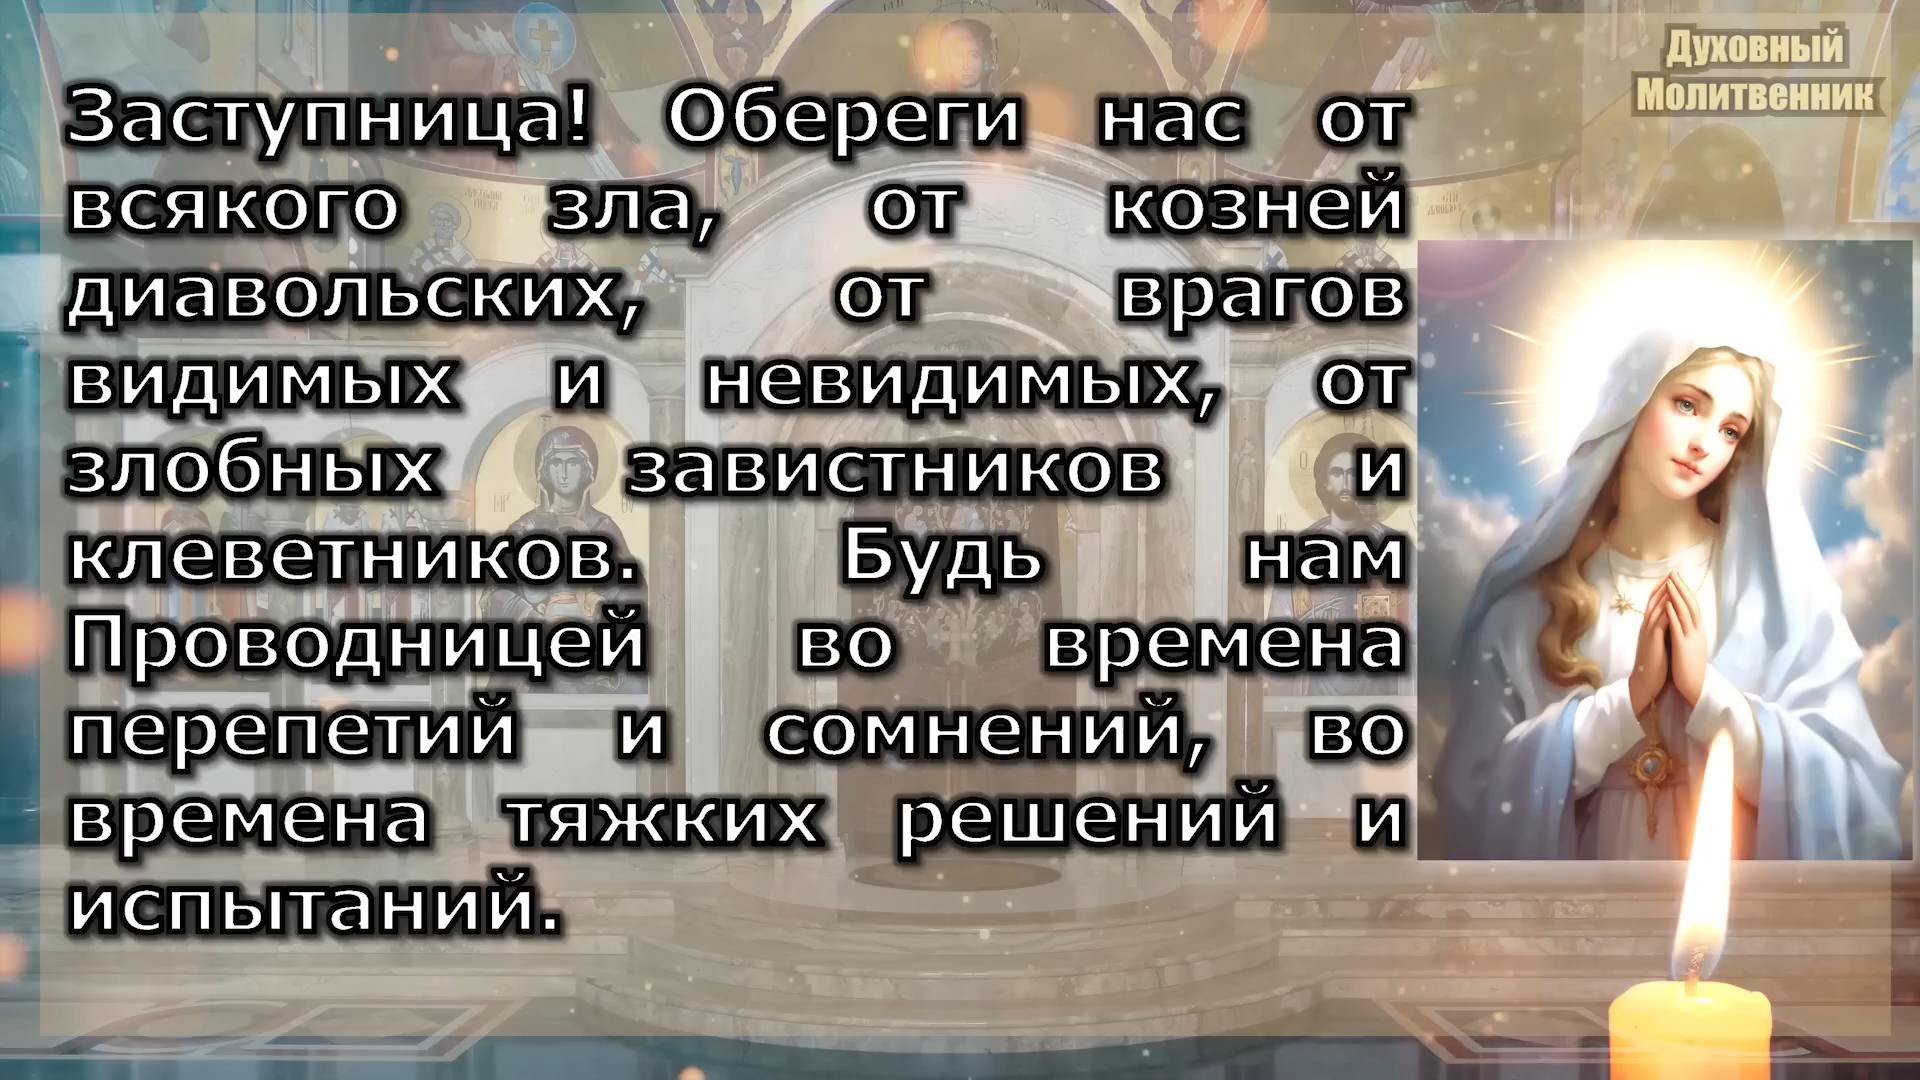 Духовный
Молитвенник
Заступница! Обереги нас от
всякого зла, от козней
диавольских, от врагов
видимых и невидимых, от
злобных завистников и
клеветников. Будь нам
Проводницей во времена
перепетий и сомнений, во
времена тяжких решений и
испытаний.